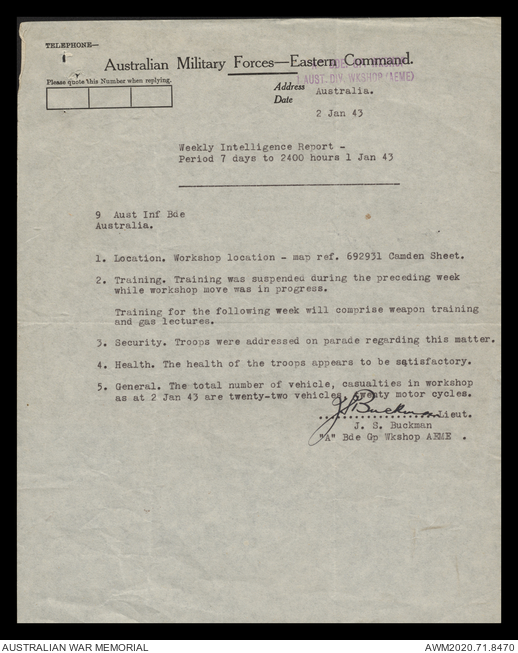 TELEPHONE—
Australian Military Forces—Eastern Command.
Please quote this Number when replying.
AUST. DIV. WKSHOP (AEME)
Address
Australia.
Date
2 Jan 43
Weekly Intelligence Report -
Period 7 days to 2400 hours 1 Jan 43
9 Aust Inf Bde
Australia.
1. Location. Workshop location - map ref. 692931 Camden Sheet.
2. Training. Training was suspended during the preceding week
while workshop move was in progress.
Training for the following week will comprise weapon training
and gas lectures.
3. Security. Troops were addressed on parade regarding this matter.
4. Health. The health of the troops appears to be satisfactory.
5. General. The total number of vehicle, casualties in workshop
as at 2 Jan 43 are twenty-two vehicles, twenty motor cycles.
J S Buckman
..................Lieut.
J. S. Buckman
"A" Bde Gp Wkshop AEME .
AUSTRALIAN WAR MEMORIAL
AWM2020.71.8470